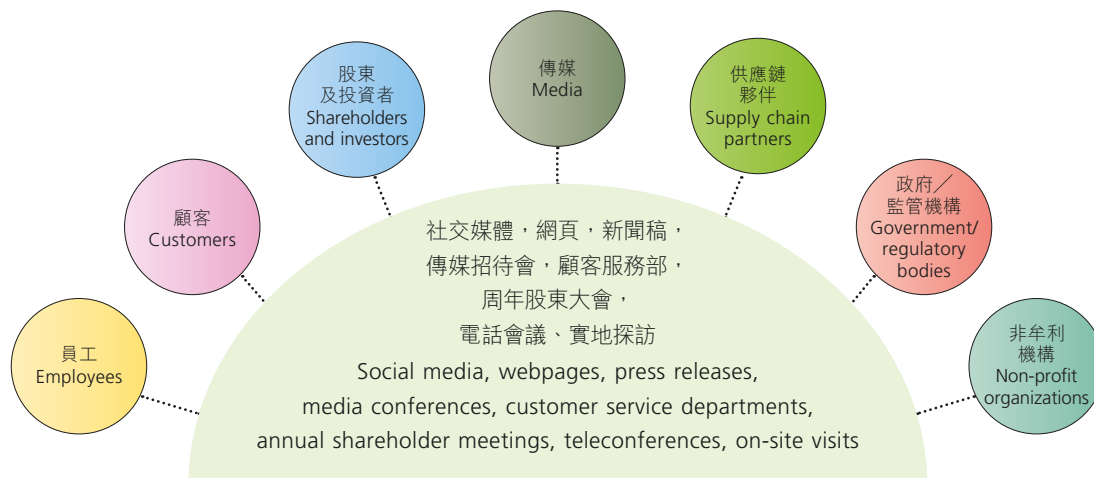 員工
Employees
顧客
Customers
股東
及投資者
Shareholders
and investors
傳媒
Media
供應鏈
夥伴
Supply chain
partners
政府／
監管機構
Government/
regulatory
bodies
非牟利
機構
Non-profit
organizations
社交媒體，網頁，新聞稿，
傳媒招待會，顧客服務部，
周年股東大會，
電話會議、實地探訪
Social media, webpages, press releases,
media conferences, customer service departments,
annual shareholder meetings, teleconferences, on-site visits